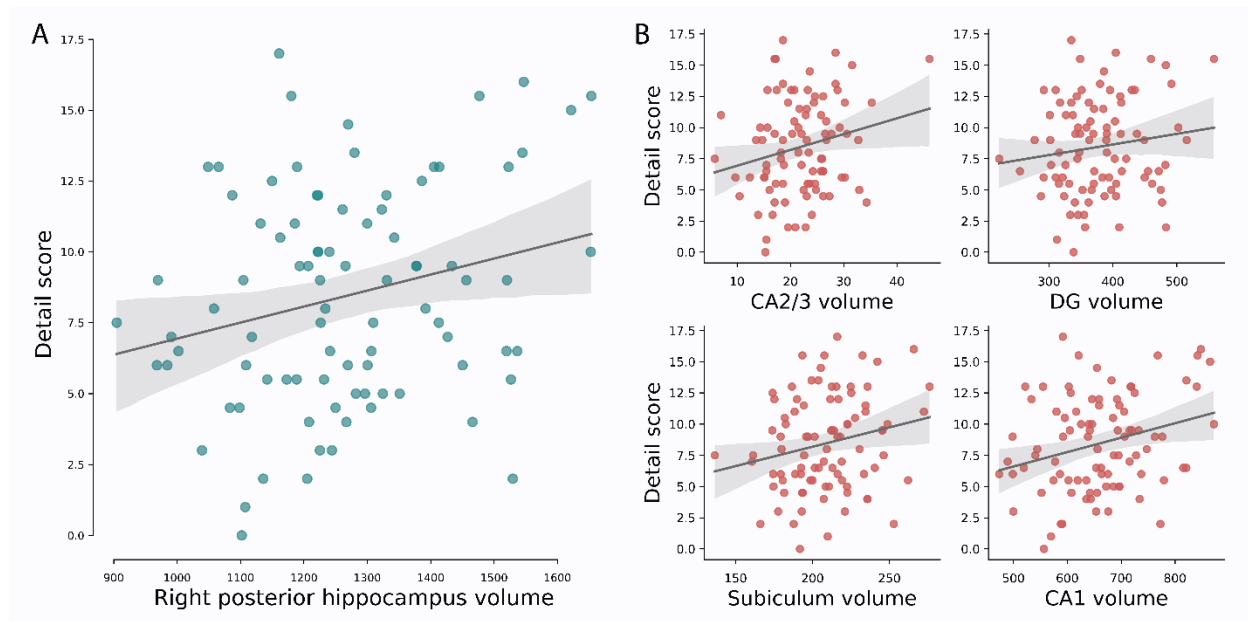 A
17.5
15.0
12.5
10.0
7.5
5.0
2.5
0.0
Detail score
900 1000 1100 1200 1300 1400 1500 1600
Right posterior hippocampus volume
B
17.5
15.0
12.5
10.0
7.5
5.0
2.5
0.0
Detail score
10 20 30 40
CA2/3 volume
17.5
15.0
12.5
10.0
7.5
5.0
2.5
0.0
300 400 500
DG volume
17.5
15.0
12.5
10.0
7.5
5.0
2.5
0.0
Detail score
150 200 250
Subiculum volume
17.5
15.0
12.5
10.0
7.5
5.0
2.5
0.0
500 600 700 800
CA1 volume